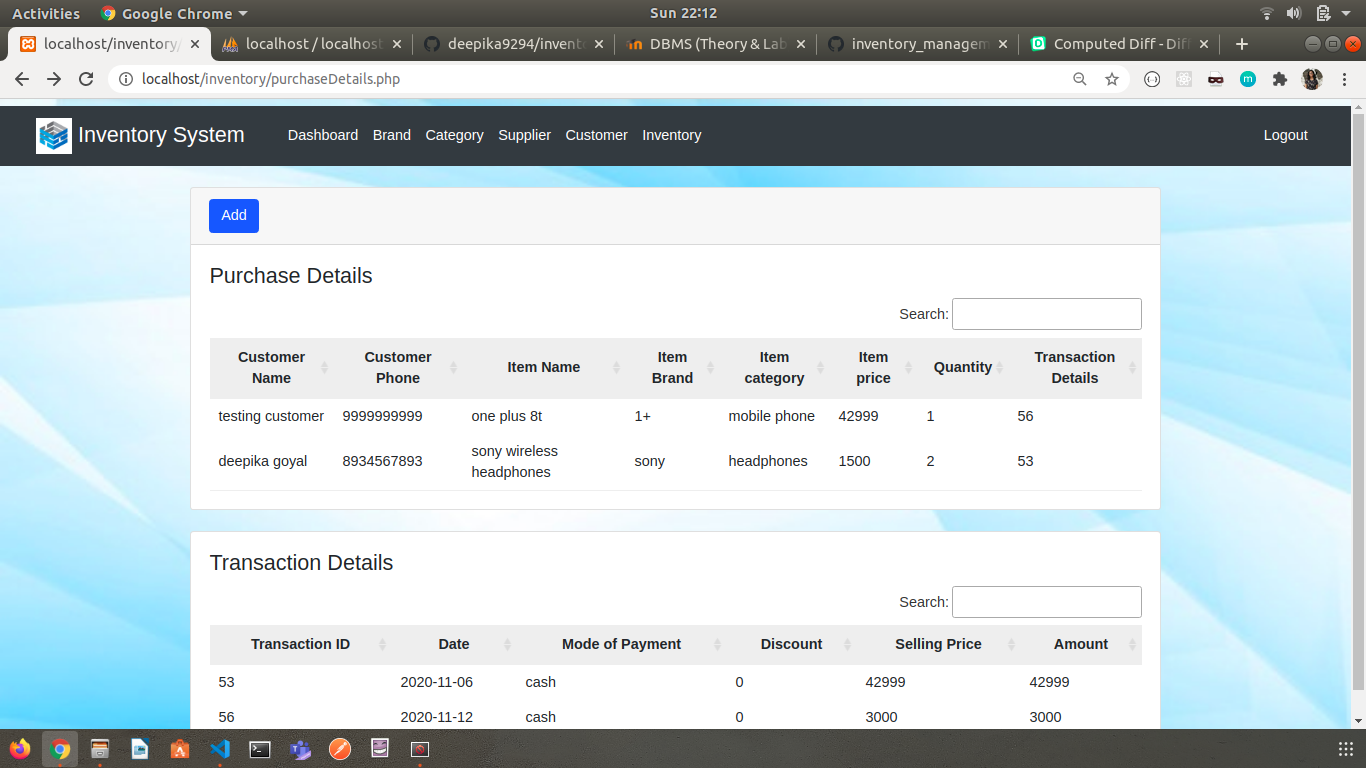 Activities Google Chrome Sun 22:12
localhost/inventory/ localhost / localhost deepika9294/invento DBMS (Theory & Lab inventory_managem Computed Diff - Diff
localhost/inventory/purchaseDetails.php
Inventory System Dashboard Brand Category Supplier Customer Inventory Logout
Add
Purchase Details
Search:
Customer Name Customer Phone Item Name Item Brand Item category Item price Quantity Transaction Details
testing customer 9999999999 one plus 8t 1+ mobile phone 42999 1 56
deepika goyal 8934567893 sony wireless headphones sony headphones 1500 2 53
Transaction Details
Search:
Transaction ID Date Mode of Payment Discount Selling Price Amount
53 2020-11-06 cash 0 42999 42999
56 2020-11-12 cash 0 3000 3000